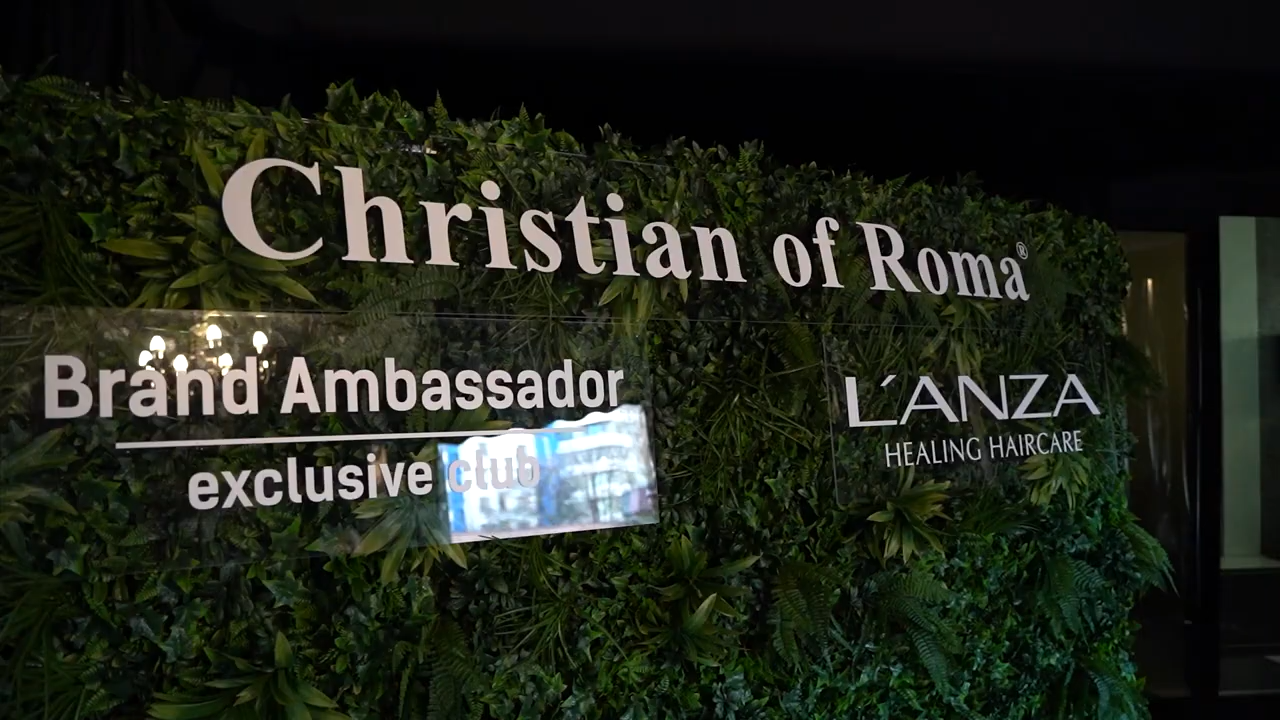 Christian of Roma®
Brand Ambassador
exclusive club
L'ANZA
HEALING HAIRCARE